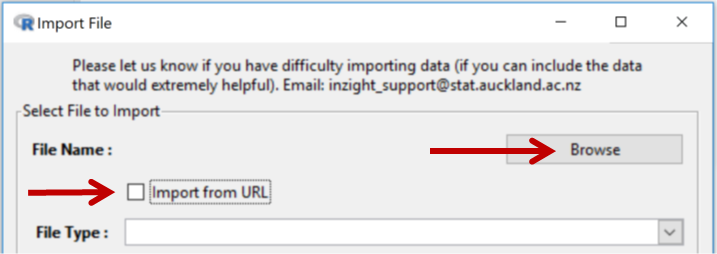 Import File
Please let us know if you have difficulty importing data (if you can include the data
that would extremely helpful). Email: inzight_support@stat.auckland.ac.nz
Select File to Import
File Name :
Browse
Import from URL
File Type :